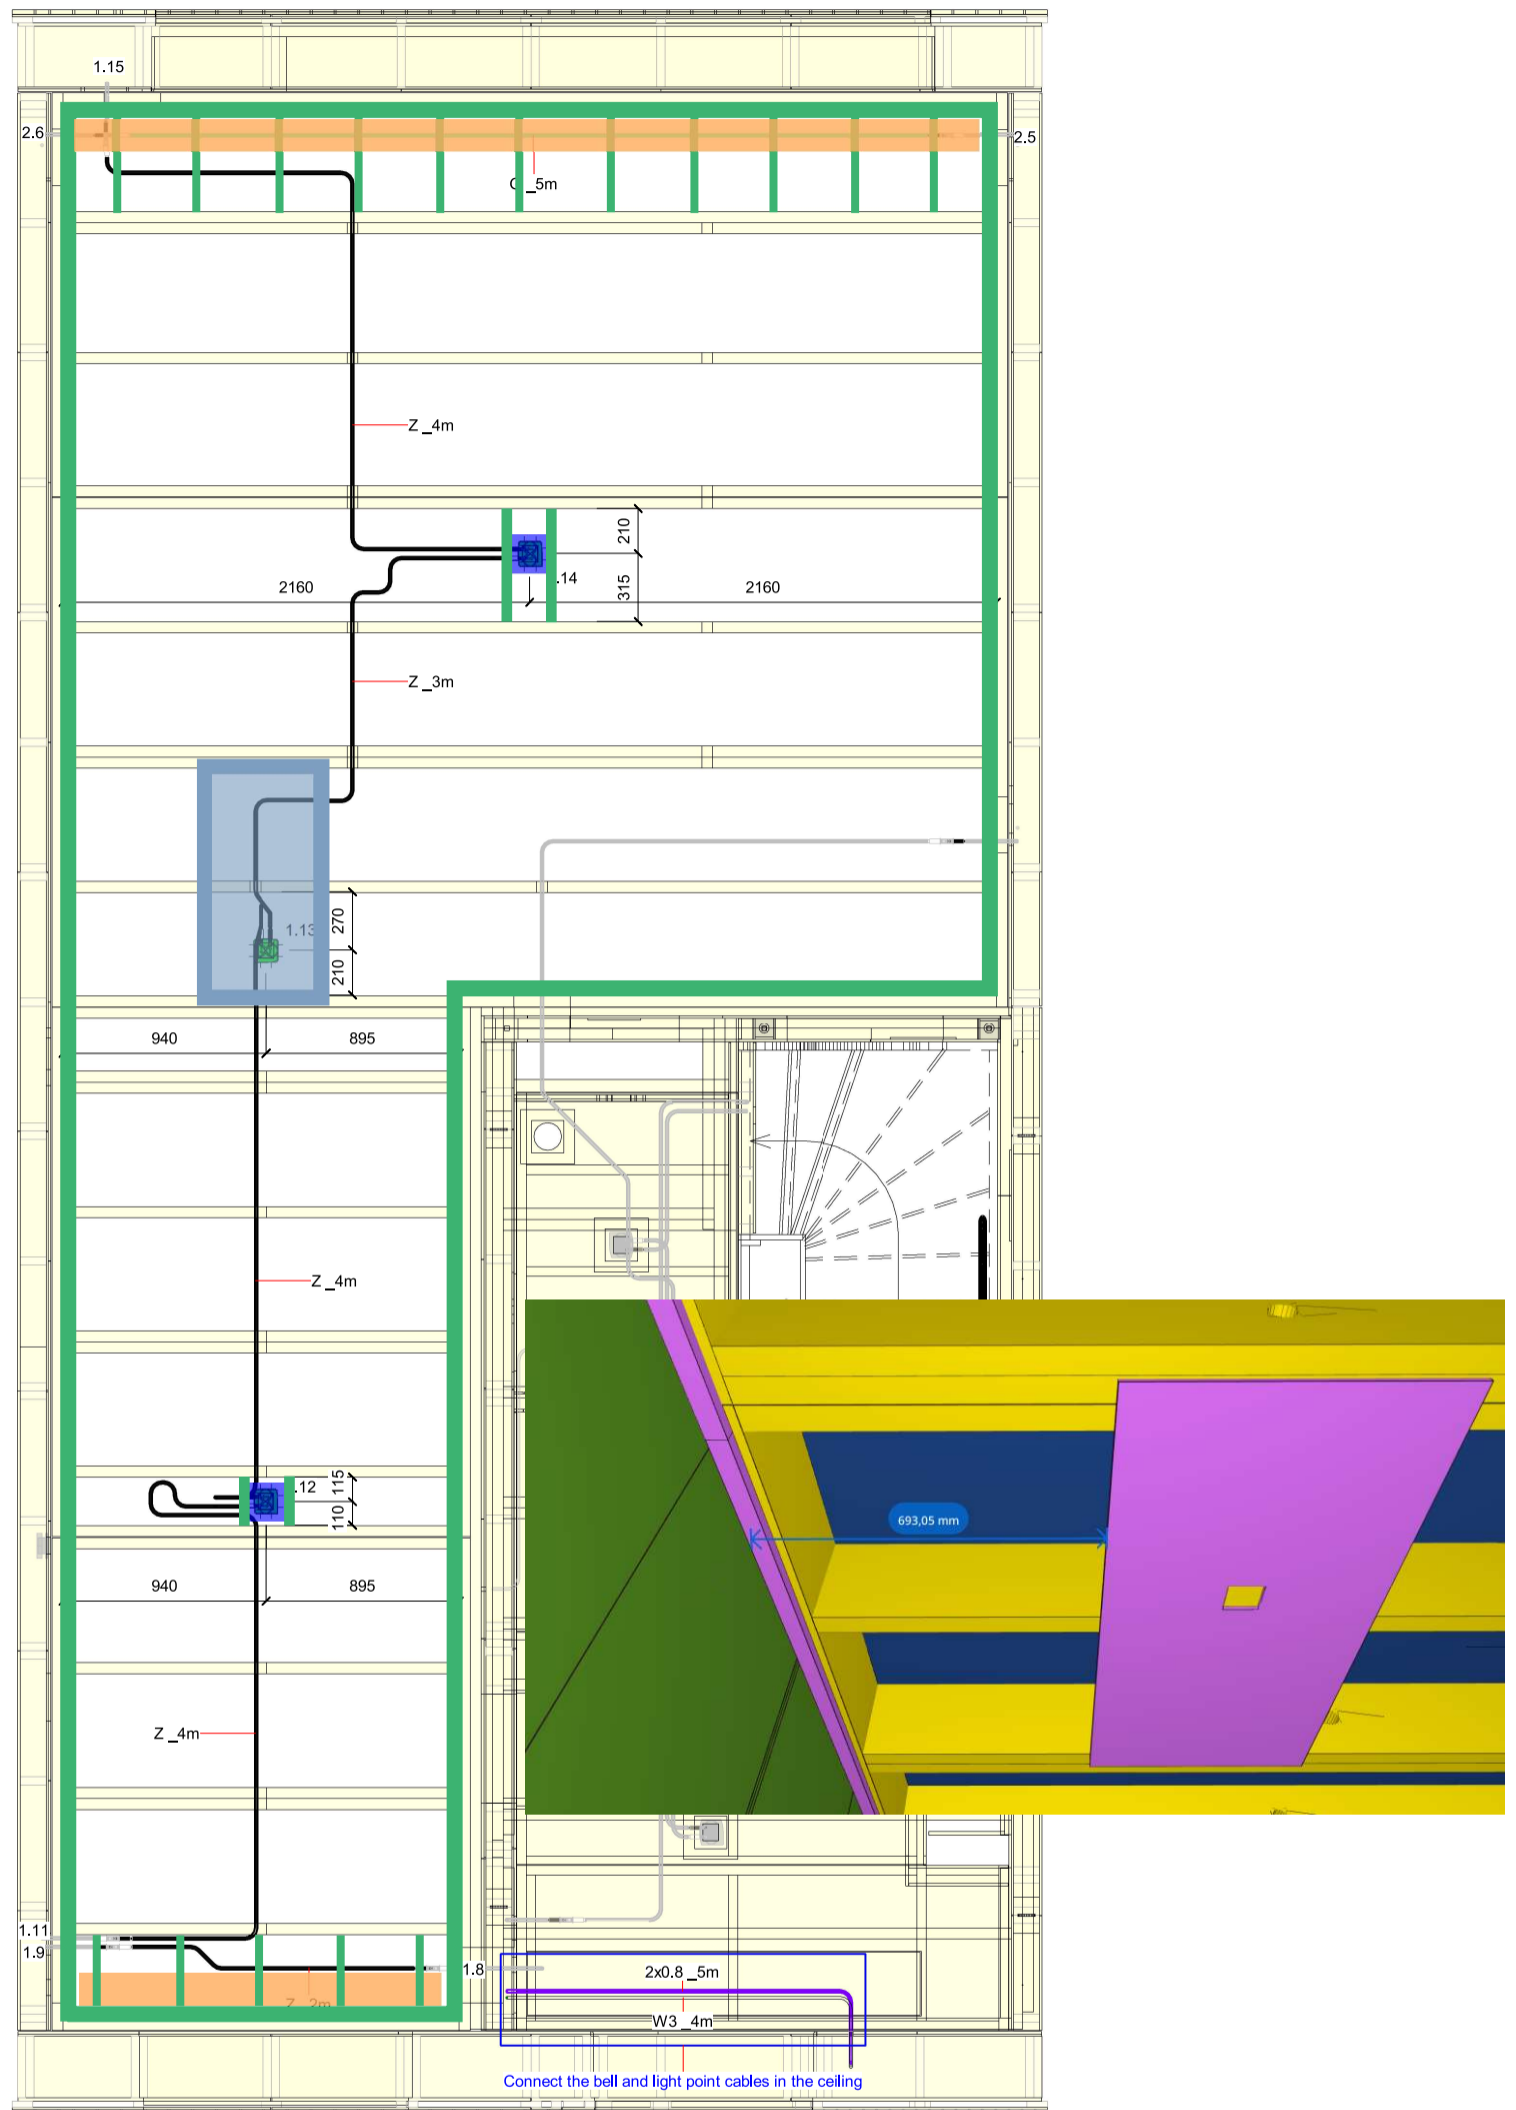 1.15
2.6
2.5
_5m
Z _4m
210
315
.14
2160
2160
Z _3m
270
1.13
210
940
895
Z _4m
115
.12
110
693,05 mm
940
895
Z _4m
1.11
1.9
1.8
2x0.8 _5m
Z _2m
W3 _4m
Connect the bell and light point cables in the ceiling